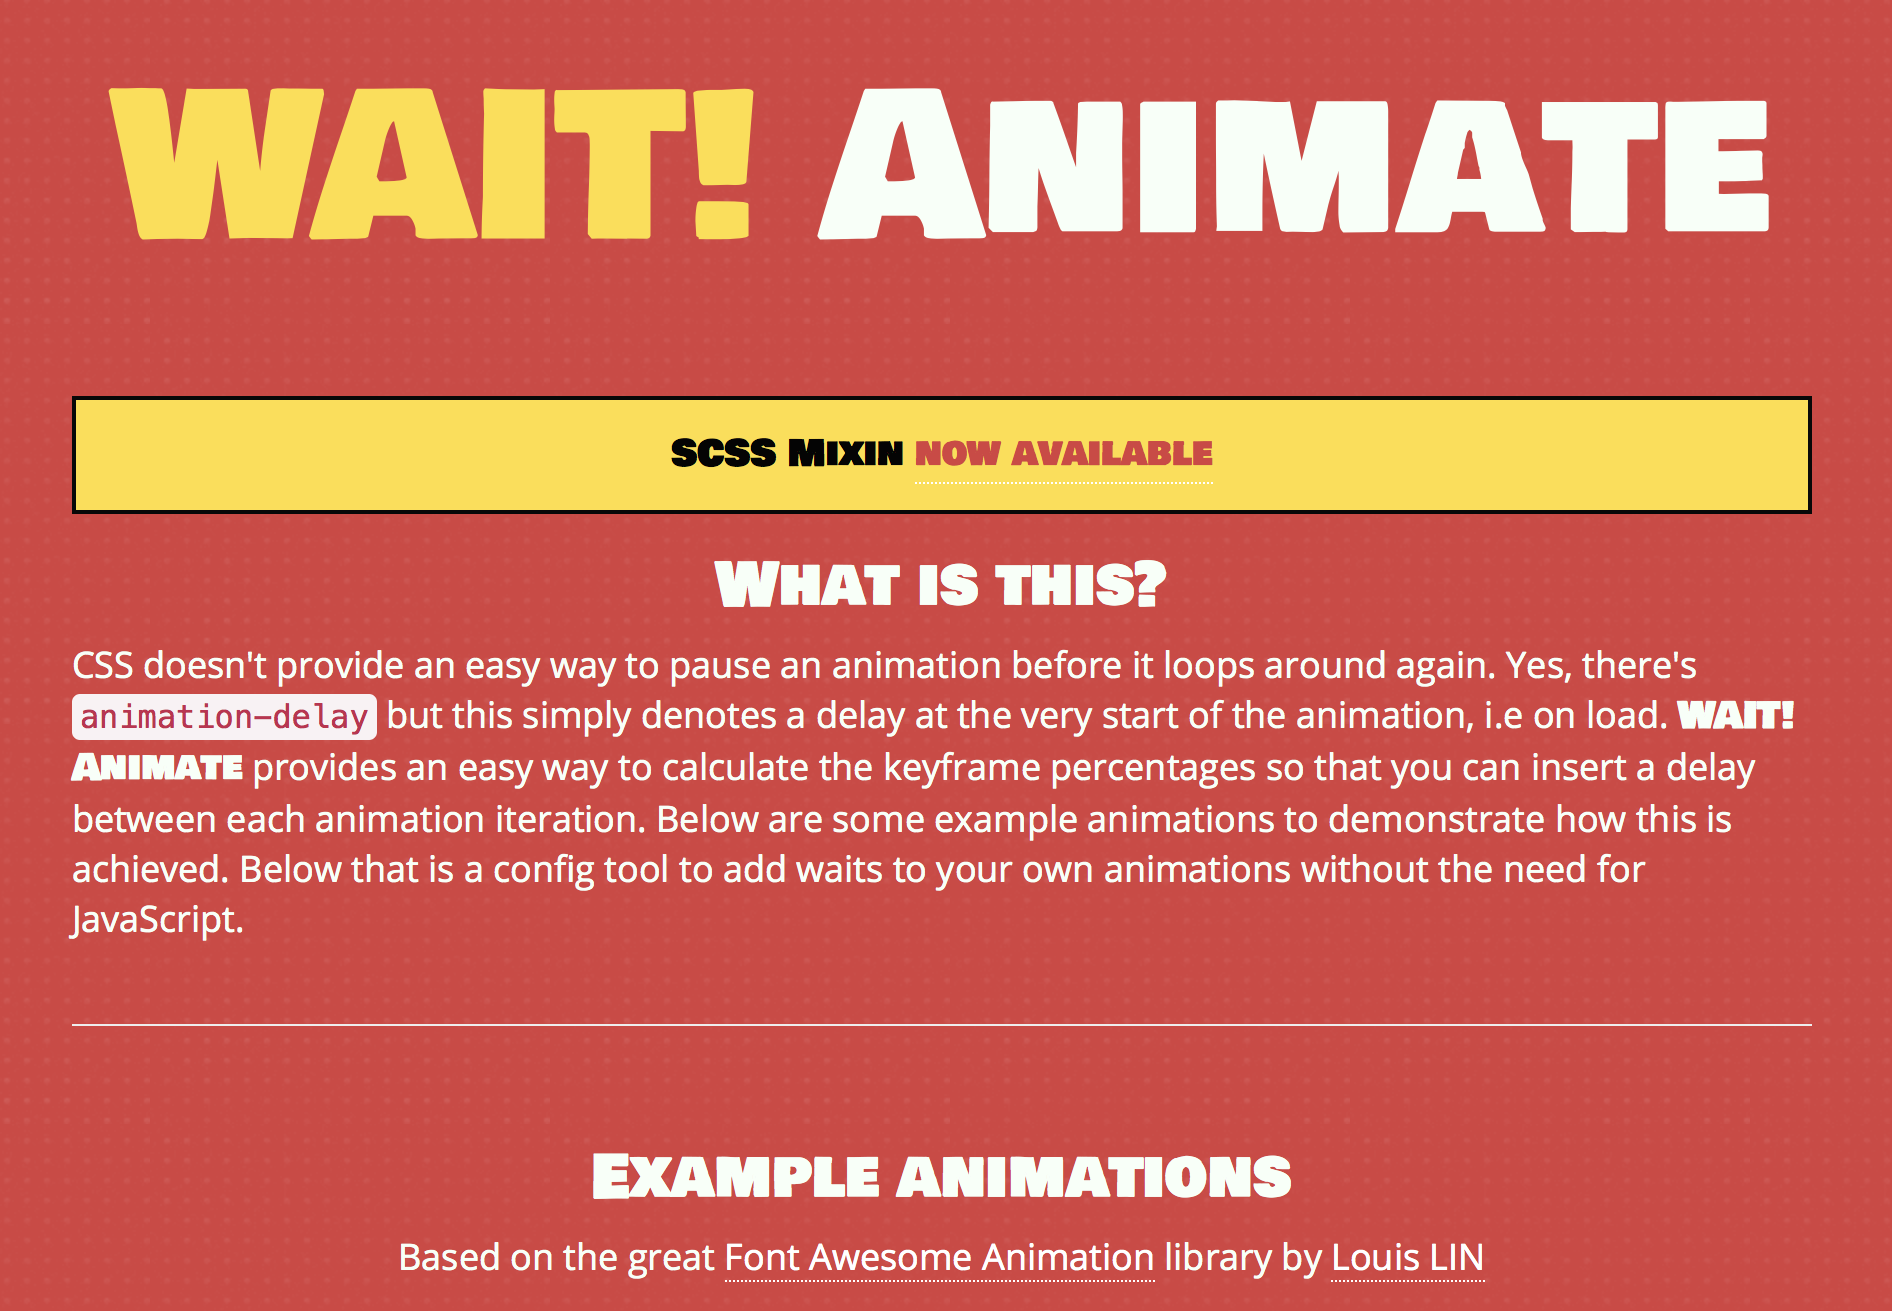 WAIT! Animate
SCSS Mixin now available
What is this?
CSS doesn't provide an easy way to pause an animation before it loops around again. Yes, there's
animation-delay but this simply denotes a delay at the very start of the animation, i.e on load. WAIT!
Animate provides an easy way to calculate the keyframe percentages so that you can insert a delay
between each animation iteration. Below are some example animations to demonstrate how this is
achieved. Below that is a config tool to add waits to your own animations without the need for
JavaScript.
Example animations
Based on the great Font Awesome Animation library by Louis LIN